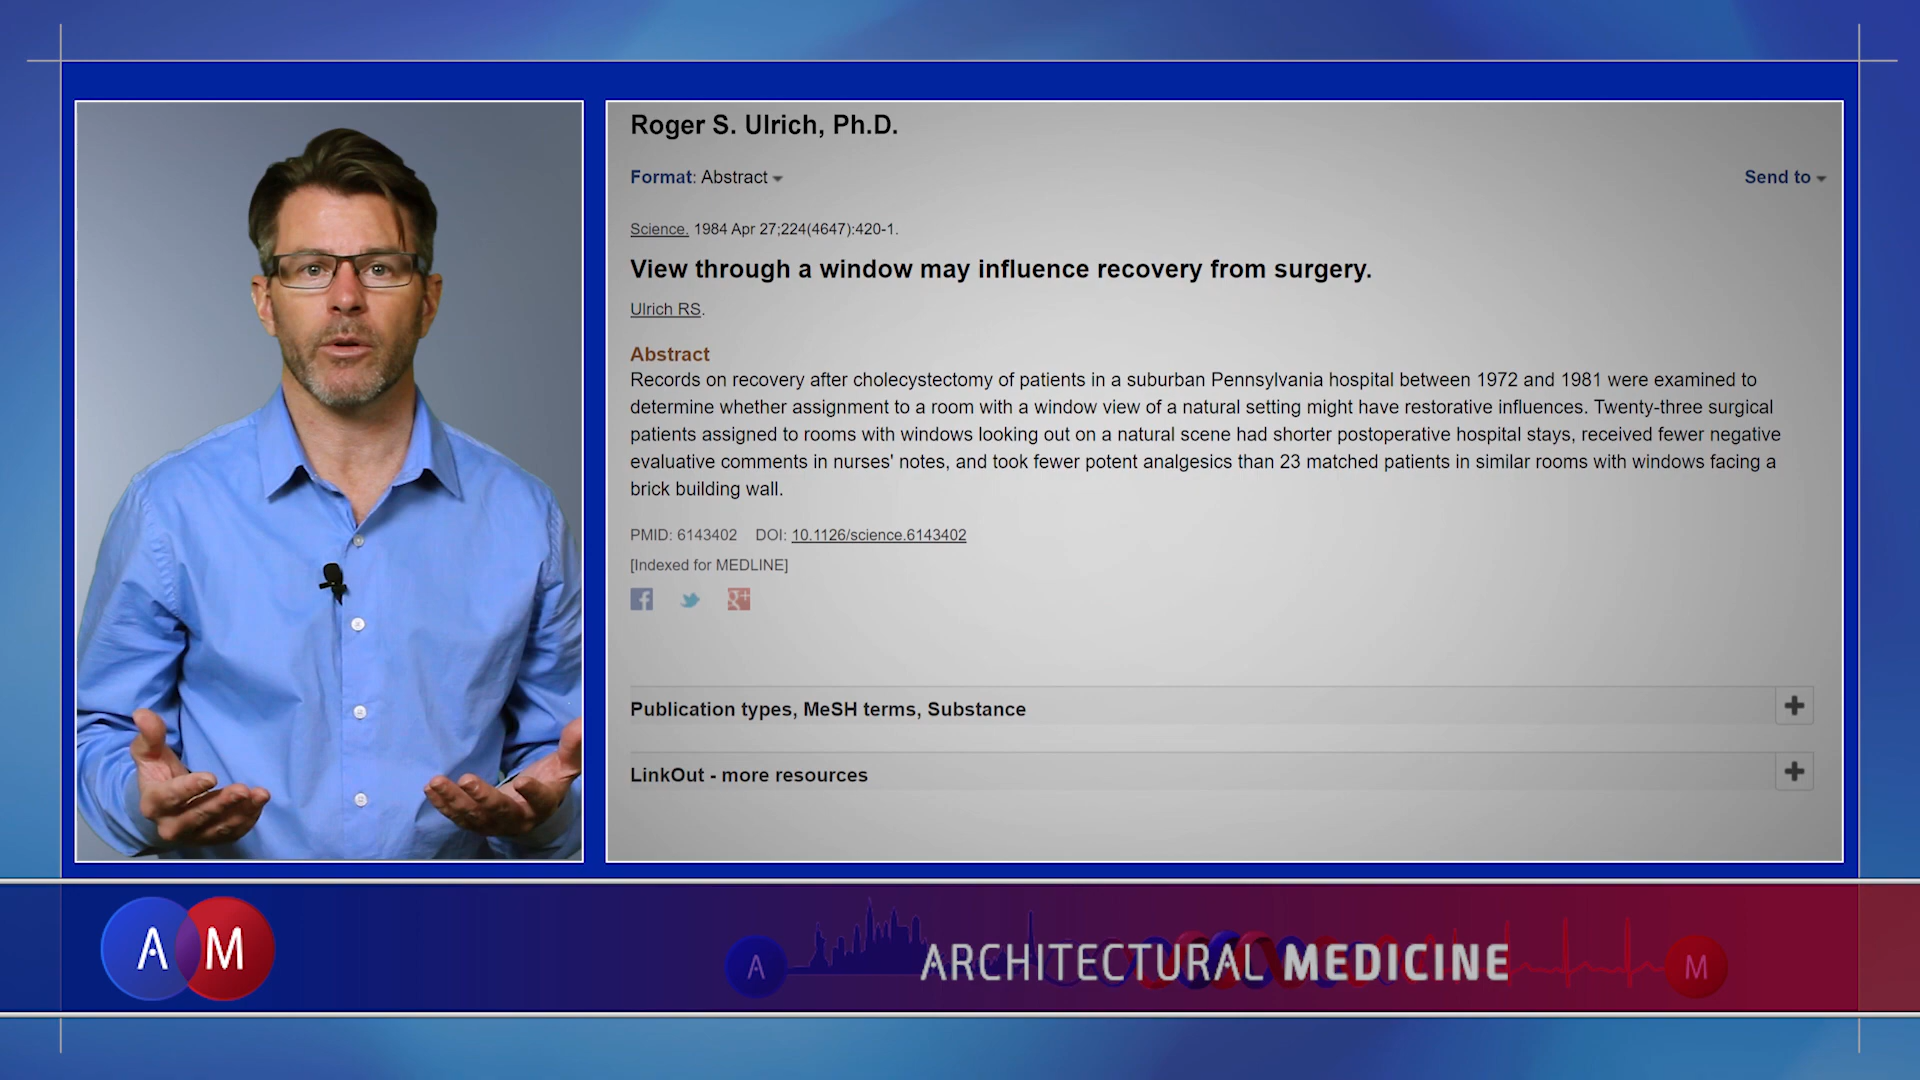 Roger S. Ulrich, Ph.D.
Format: Abstract
Send to
Science. 1984 Apr 27;224(4647):420-1.
View through a window may influence recovery from surgery.
Ulrich RS.
Abstract
Records on recovery after cholecystectomy of patients in a suburban Pennsylvania hospital between 1972 and 1981 were examined to
determine whether assignment to a room with a window view of a natural setting might have restorative influences. Twenty-three surgical
patients assigned to rooms with windows looking out on a natural scene had shorter postoperative hospital stays, received fewer negative
evaluative comments in nurses' notes, and took fewer potent analgesics than 23 matched patients in similar rooms with windows facing a
brick building wall.
PMID: 6143402 DOI: 10.1126/science.6143402
[Indexed for MEDLINE]
f
g+
Publication types, MeSH terms, Substance
+
LinkOut - more resources
+
A M
A ARCHITECTURAL MEDICINE M